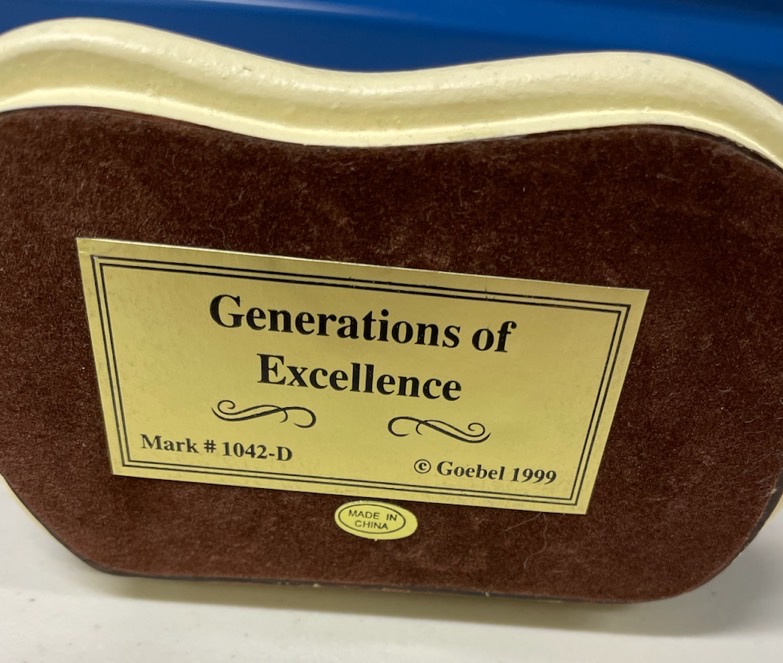 Generations of
Excellence
Mark # 1042-D
© Goebel 1999
MADE IN
CHINA